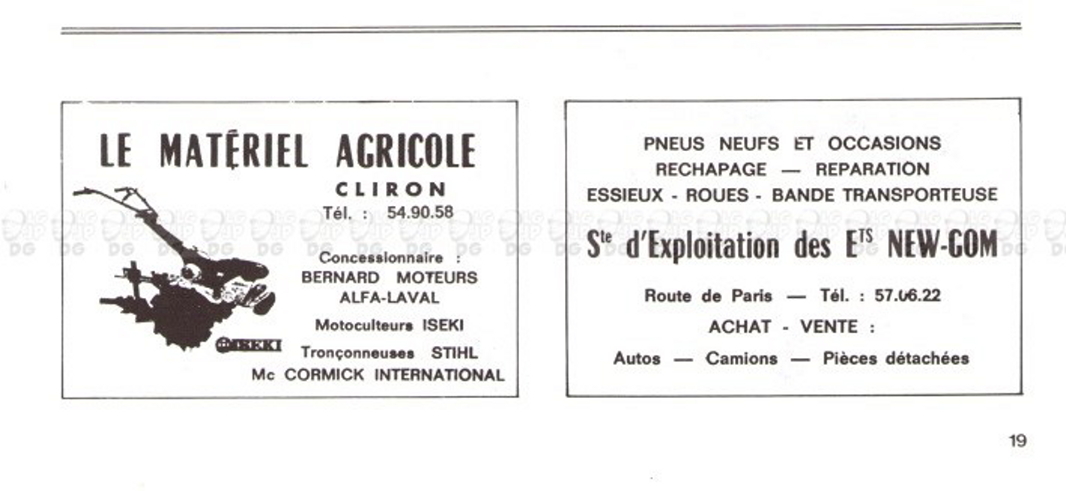 LE MATÉRIEL AGRICOLE
CLIRON
Tél. : 54.90.58
Concessionnaire :
BERNARD MOTEURS
ALFA-LAVAL
Motoculteurs ISEKI
ISEKI
Tronçonneuses STIHL
Mc CORMICK INTERNATIONAL
PNEUS NEUFS ET OCCASIONS
RECHAPAGE — REPARATION
ESSIEUX - ROUES - BANDE TRANSPORTEUSE
Ste d'Exploitation des ETS NEW-GOM
Route de Paris — Tél. : 57.06.22
ACHAT - VENTE :
Autos — Camions — Pièces détachées
19